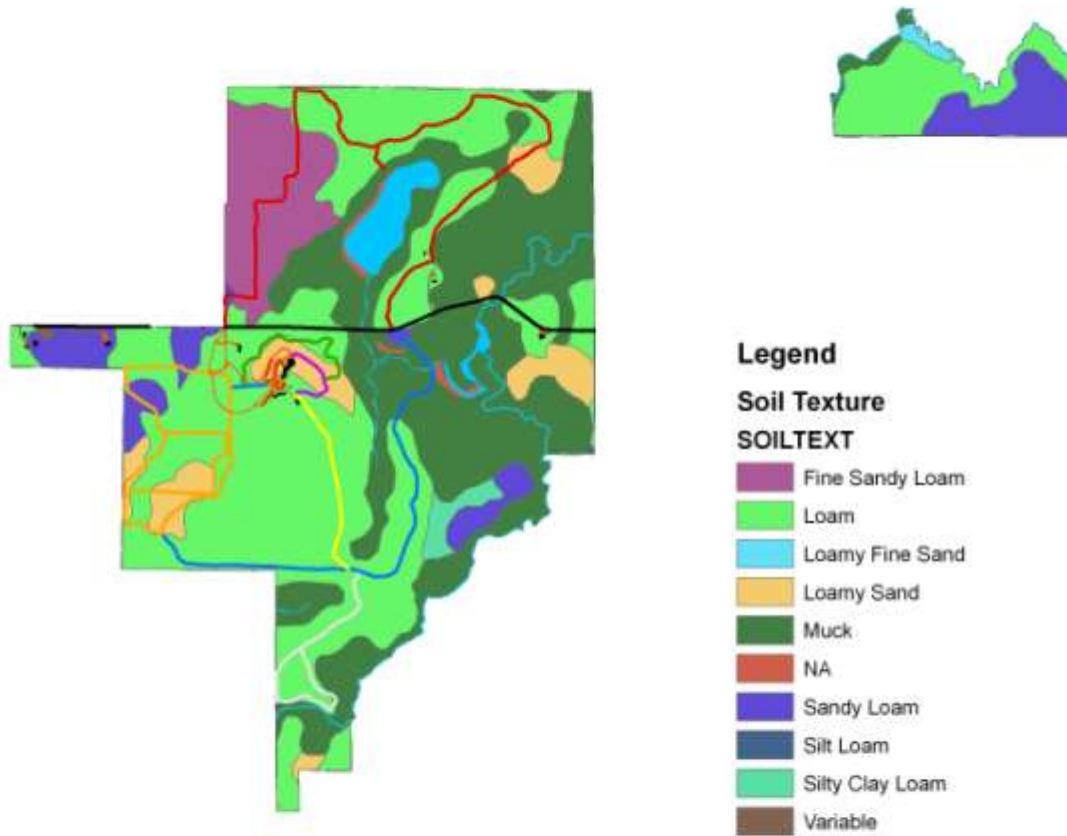 Legend
Soil Texture
SOILTEXT
Fine Sandy Loam
Loam
Loamy Fine Sand
Loamy Sand
Muck
NA
Sandy Loam
Silt Loam
Silty Clay Loam
Variable